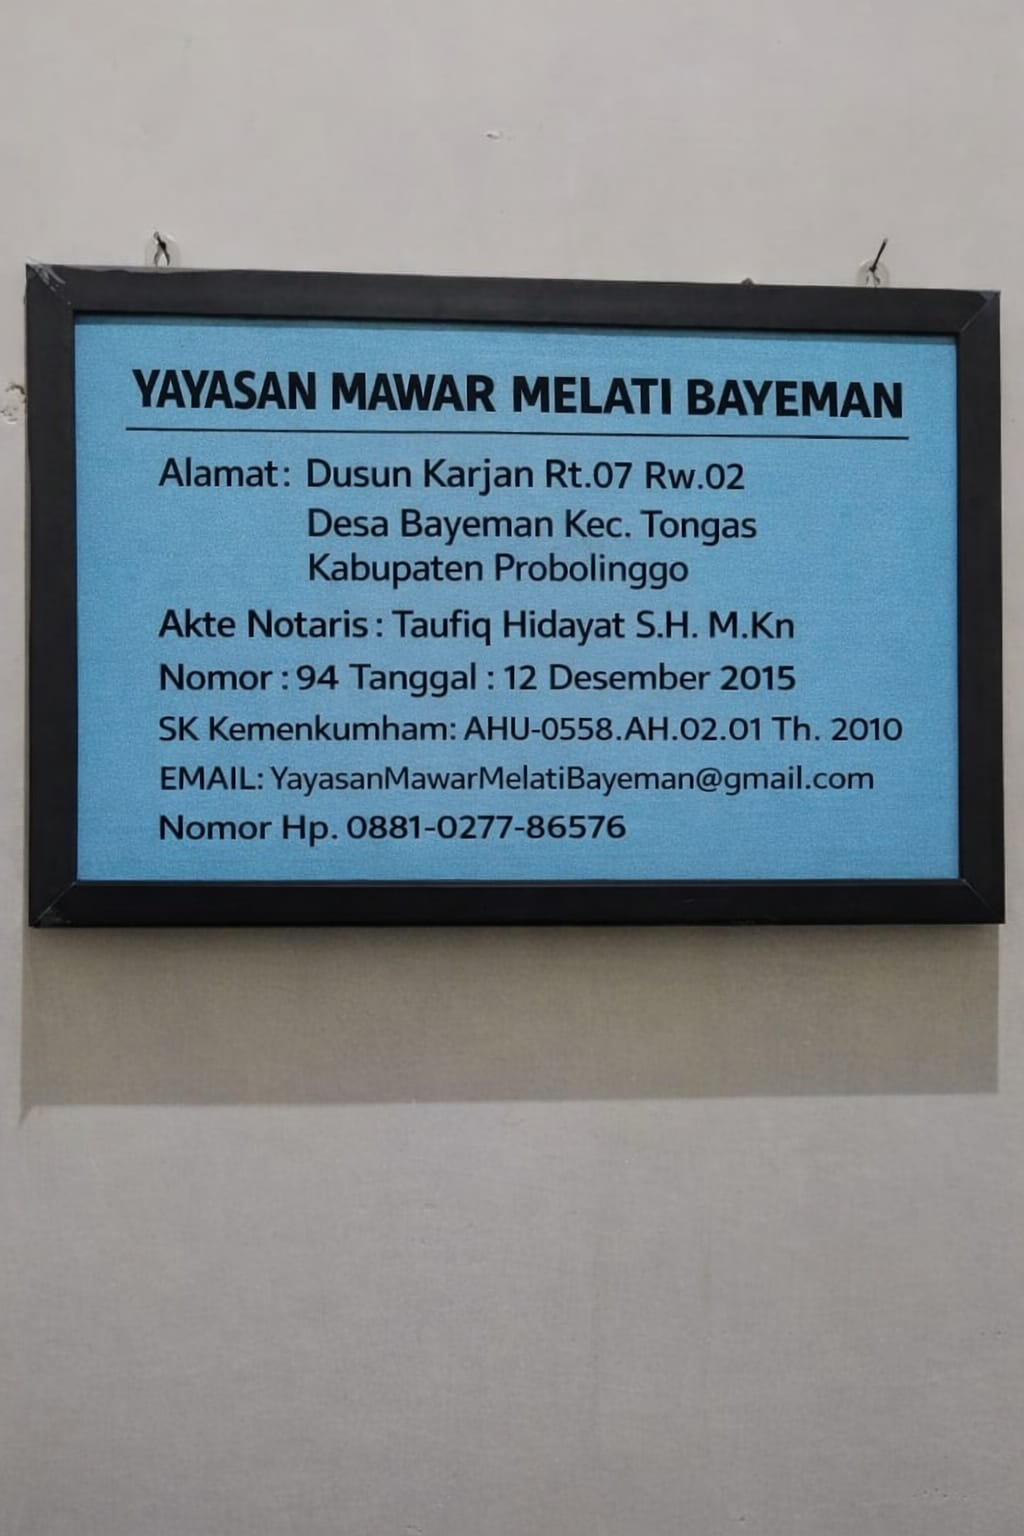 YAYASAN MAWAR MELATI BAYEMAN
Alamat: Dusun Karjan Rt.07 Rw.02
Desa Bayeman Kec. Tongas
Kabupaten Probolinggo
Akte Notaris : Taufiq Hidayat S.H. M.Kn
Nomor : 94 Tanggal : 12 Desember 2015
SK Kemenkumham: AHU-0558.AH.02.01 Th. 2010
EMAIL: YayasanMawarMelatiBayeman@gmail.com
Nomor Hp. 0881-0277-86576